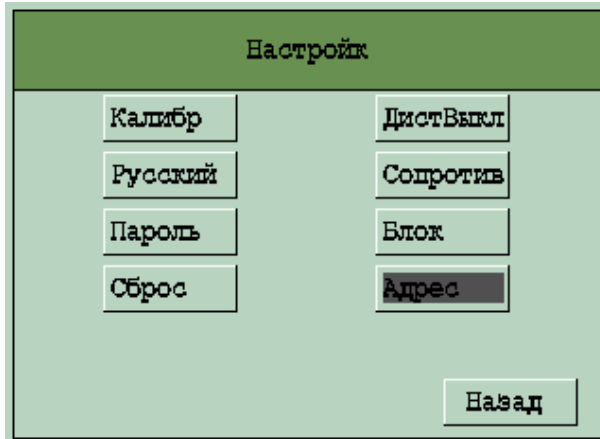 Настройк
Калибр
ДистВыкл
Русский
Сопротив
Пароль
Блок
Сброс
Адрес
Назад